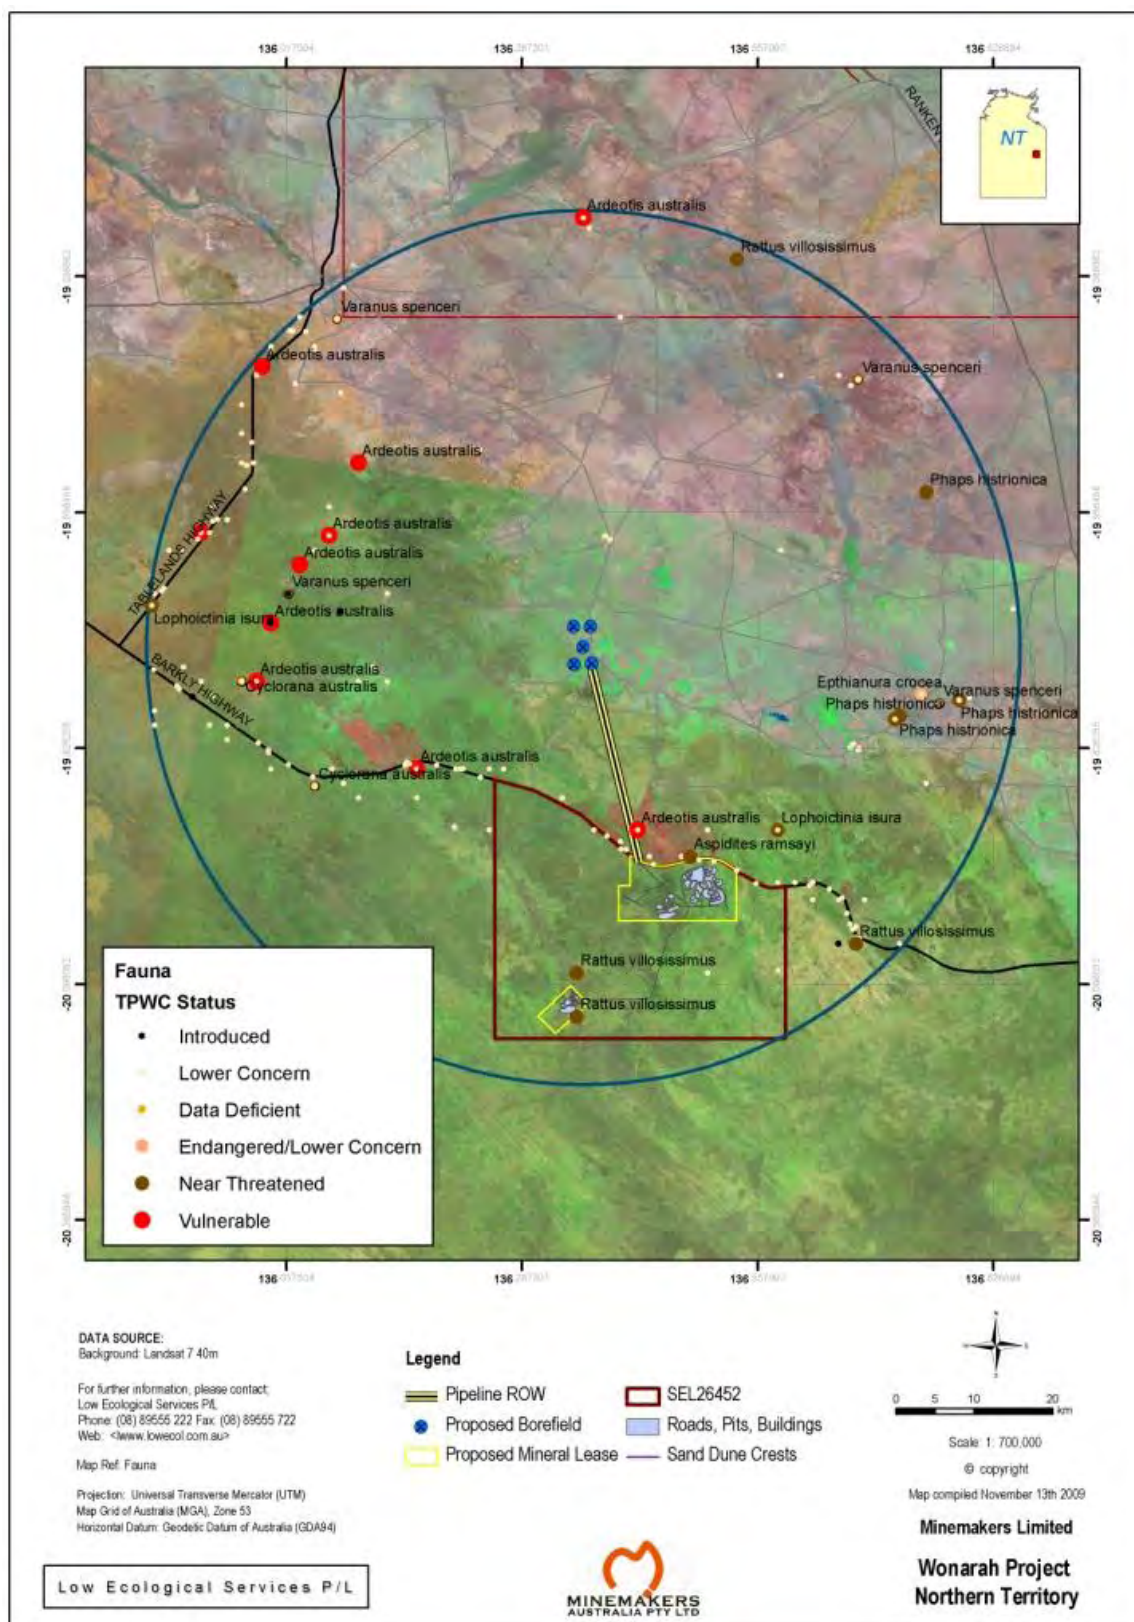 136
136
136
136
RANKEN
NT
Ardeotis australis
Rattus villosissimus
-19
-19
Varanus spenceri
Ardeotis australis
Varanus spenceri
Ardeotis australis
Phaps histrionica
-19
-19
TABLELANDS HIGHWAY
Ardeotis australis
Ardeotis australis
Varanus spenceri
Lophoictinia isura
Ardeotis australis
BARKLY HIGHWAY
Ardeotis australis
Cyclorana australis
Epthianura crocea
Varanus spenceri
Phaps histrionica
Phaps histrionica
Phaps histrionica
-19
-19
Ardeotis australis
Cyclorana australis
Ardeotis australis
Lophoictinia isura
Aspidites ramsayi
Rattus villosissimus
Rattus villosissimus
-20
-20
Rattus villosissimus
Fauna
TPWC Status
Introduced
Lower Concern
Data Deficient
Endangered/Lower Concern
Near Threatened
Vulnerable
-20
-20
136
136
136
136
DATA SOURCE:
Background: Landsat 7 40m
For further information, please contact;
Low Ecological Services P/L
Phone: (08) 89555 222 Fax: (08) 89555 722
Web: <www.lowecol.com.au>
Map Ref: Fauna
Projection: Universal Transverse Mercator (UTM)
Map Grid of Australia (MGA), Zone 53
Horizontal Datum: Geodetic Datum of Australia (GDA94)
Low Ecological Services P/L
Legend
Pipeline ROW
Proposed Borefield
Proposed Mineral Lease
SEL26452
Roads, Pits, Buildings
Sand Dune Crests
MINEMAKERS
AUSTRALIA PTY LTD
0 5 10 20
km
Scale: 1: 700,000
© copyright
Map compiled November 13th 2009
Minemakers Limited
Wonarah Project
Northern Territory